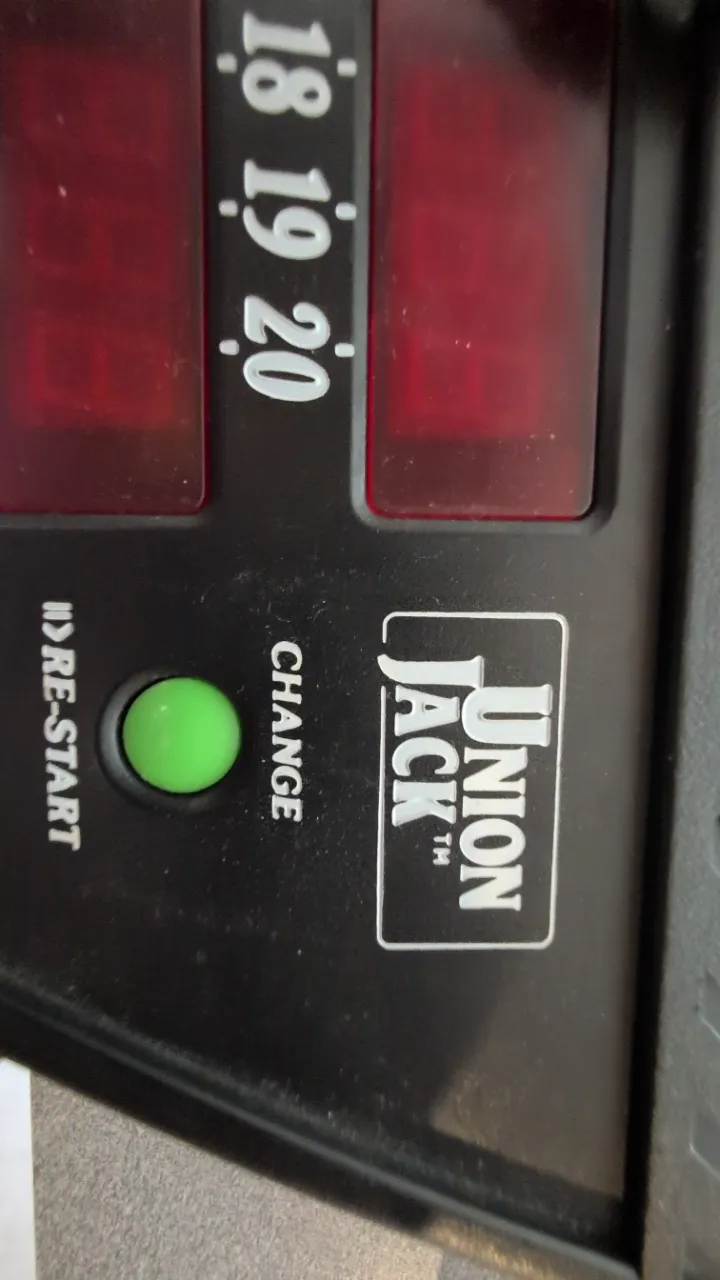 18 19 20
UNION
JACK™
CHANGE
RE-START